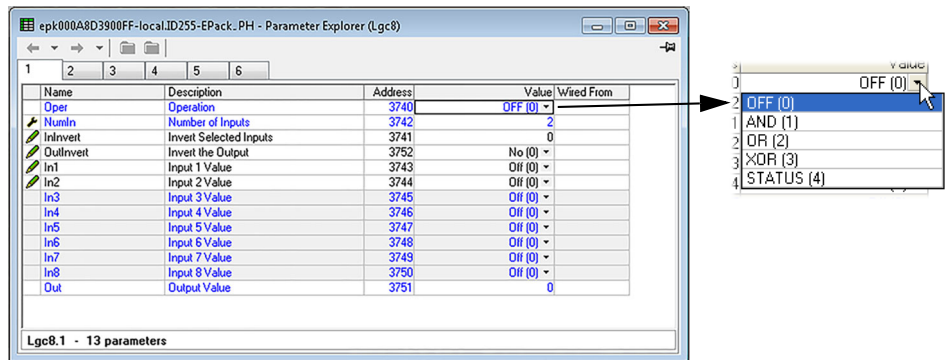 epk000A8D3900FF-local.ID255-EPack_PH - Parameter Explorer (Lgc8)
1 2 3 4 5 6
Name Description Address Value Wired From
Oper Operation 3740 OFF (0)
NumIn Number of Inputs 3742 2
InInvert Invert Selected Inputs 3741 0
OutInvert Invert the Output 3752 No (0)
In1 Input 1 Value 3743 Off (0)
In2 Input 2 Value 3744 Off (0)
In3 Input 3 Value 3745 Off (0)
In4 Input 4 Value 3746 Off (0)
In5 Input 5 Value 3747 Off (0)
In6 Input 6 Value 3748 Off (0)
In7 Input 7 Value 3749 Off (0)
In8 Input 8 Value 3750 Off (0)
Out Output Value 3751 0
Lgc8.1 - 13 parameters
Value
OFF (0)
OFF (0)
AND (1)
OR (2)
XOR (3)
STATUS (4)